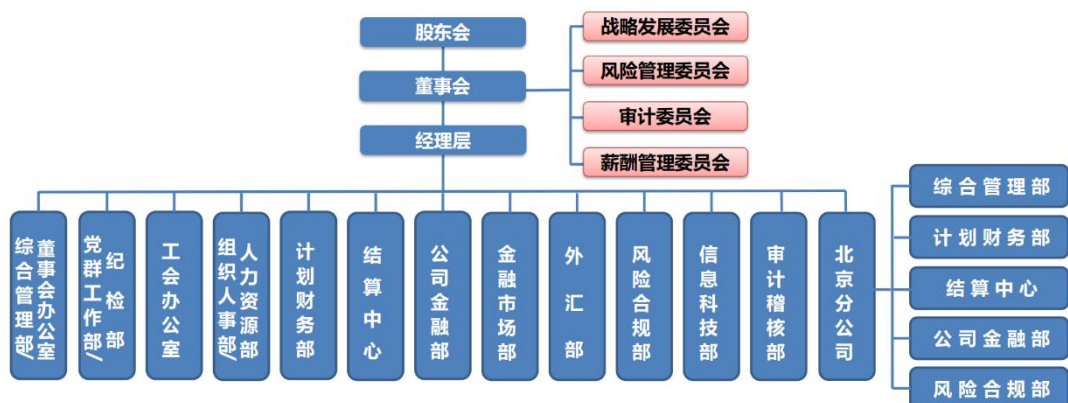 股东会
董事会
经理层
战略发展委员会
风险管理委员会
审计委员会
薪酬管理委员会
综合管理部/
董事会办公室
党群工作部/
纪检部
工会办公室
组织人事部/
人力资源部
计划财务部
结算中心
公司金融部
金融市场部
外汇部
风险合规部
信息科技部
审计稽核部
北京分公司
综合管理部
计划财务部
结算中心
公司金融部
风险合规部